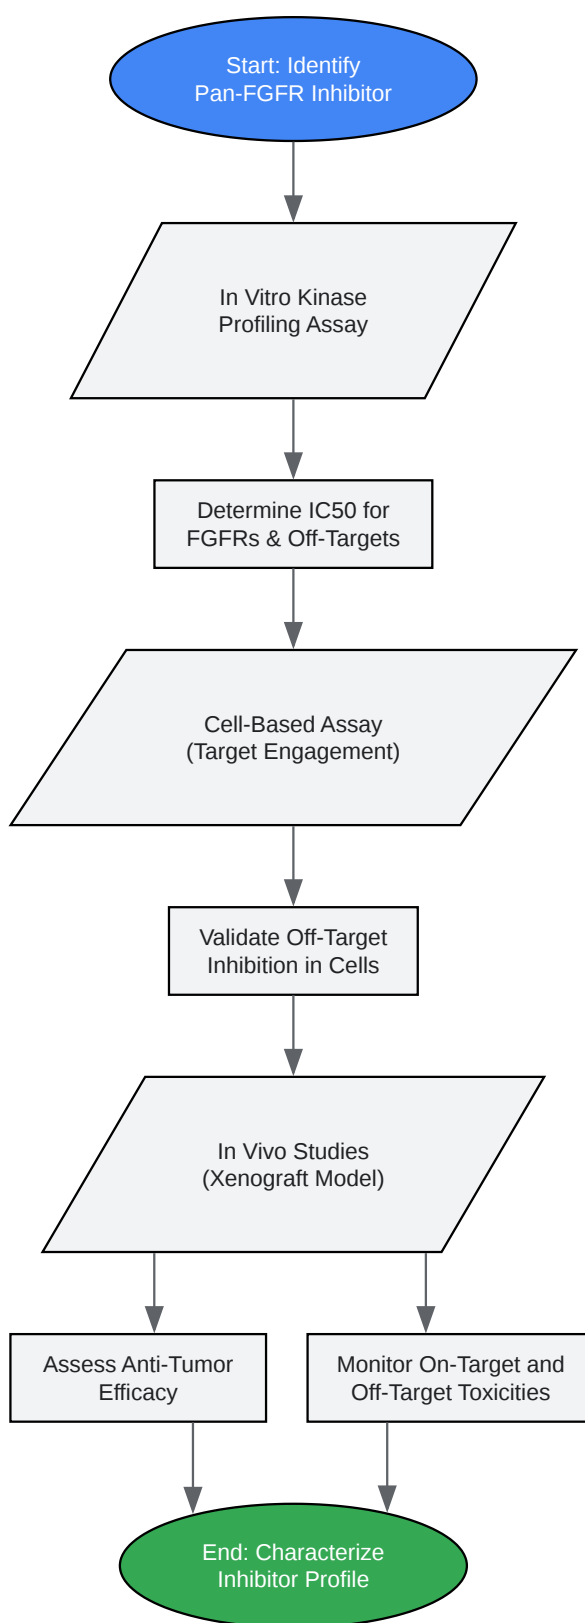 Start: Identify
Pan-FGFR Inhibitor
In Vitro Kinase
Profiling Assay
Determine IC50 for
FGFRs & Off-Targets
Cell-Based Assay
(Target Engagement)
Validate Off-Target
Inhibition in Cells
In Vivo Studies
(Xenograft Model)
Assess Anti-Tumor
Efficacy
Monitor On-Target and
Off-Target Toxicities
End: Characterize
Inhibitor Profile